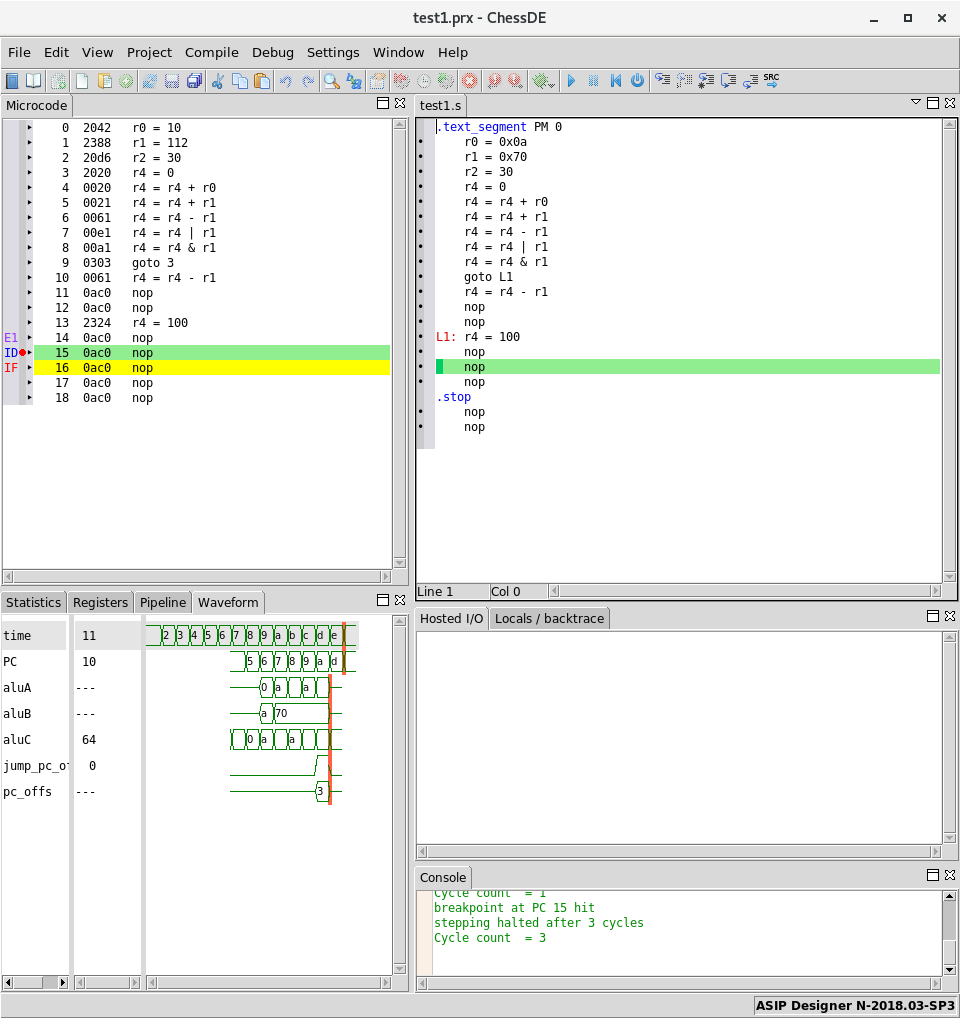 test1.prx - ChessDE
File Edit View Project Compile Debug Settings Window Help
SRC
Microcode
0 2042 r0 = 10
1 2388 r1 = 112
2 20d6 r2 = 30
3 2020 r4 = 0
4 0020 r4 = r4 + r0
5 0021 r4 = r4 + r1
6 0061 r4 = r4 - r1
7 00e1 r4 = r4 | r1
8 00a1 r4 = r4 & r1
9 0303 goto 3
10 0061 r4 = r4 - r1
11 0ac0 nop
12 0ac0 nop
13 2324 r4 = 100
E1 14 0ac0 nop
ID 15 0ac0 nop
IF 16 0ac0 nop
17 0ac0 nop
18 0ac0 nop
test1.s
.text_segment PM 0
r0 = 0x0a
r1 = 0x70
r2 = 30
r4 = 0
r4 = r4 + r0
r4 = r4 + r1
r4 = r4 - r1
r4 = r4 | r1
r4 = r4 & r1
goto L1
r4 = r4 - r1
nop
nop
L1: r4 = 100
nop
nop
nop
.stop
nop
nop
Line 1 Col 0
Statistics Registers Pipeline Waveform
time 11 2 3 4 5 6 7 8 9 a b c d e
PC 10 5 6 7 8 9 a d
aluA --- 0 a a
aluB --- a 70
aluC 64 0 a a
jump_pc_o 0
pc_offs --- 3
Hosted I/O Locals / backtrace
Console
Cycle count = 1
breakpoint at PC 15 hit
stepping halted after 3 cycles
Cycle count = 3
ASIP Designer N-2018.03-SP3